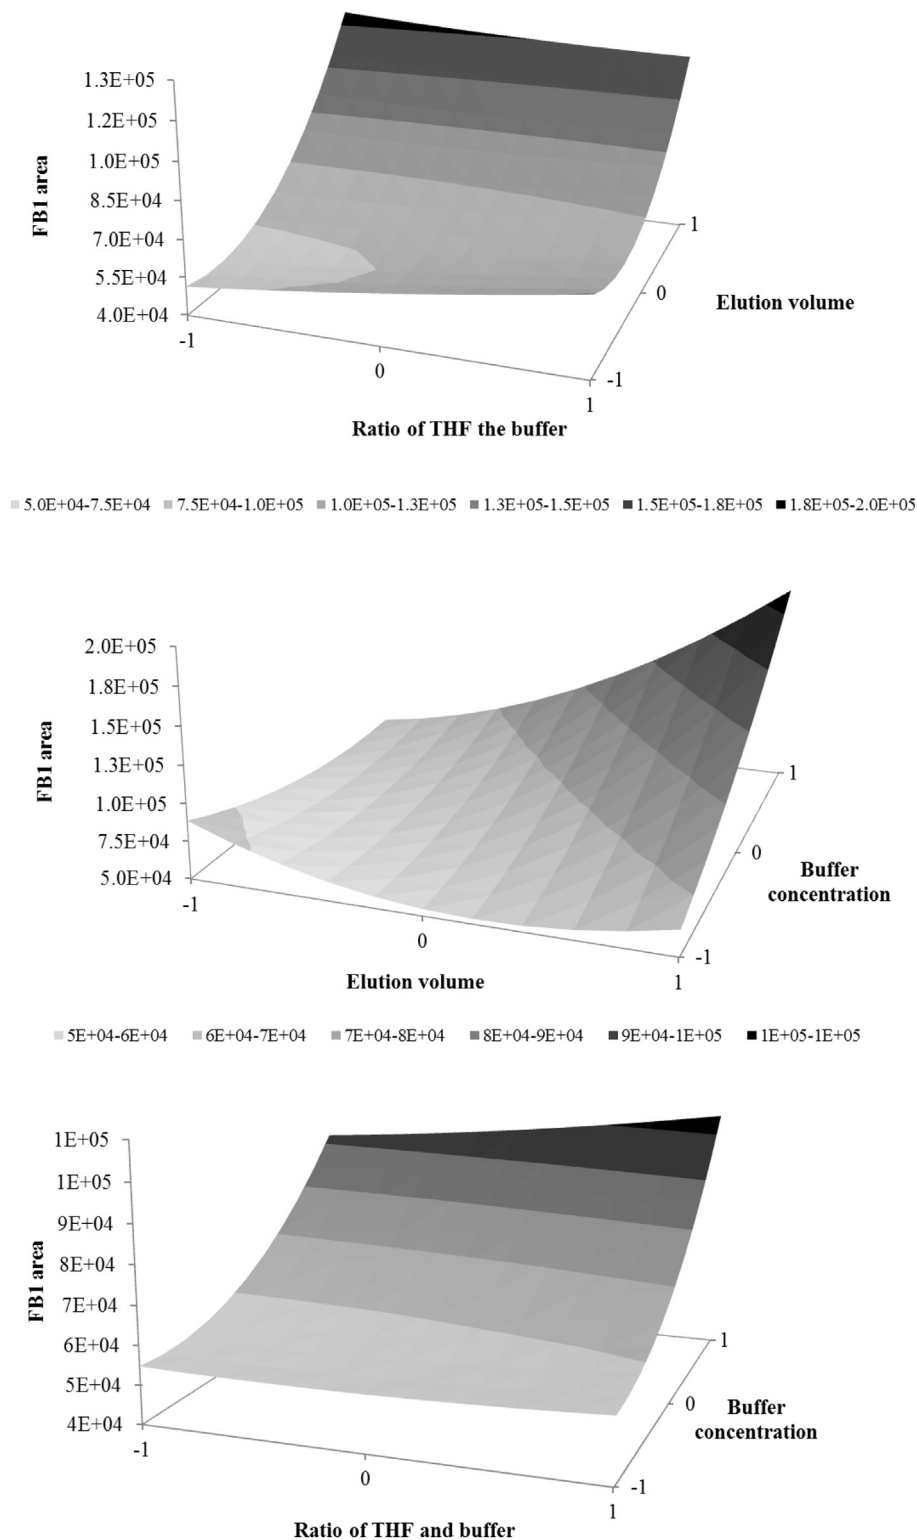 1.3E+05
1.2E+05
1.0E+05
8.5E+04
7.0E+04
5.5E+04
4.0E+04
FB1 area
-1
0
1
Ratio of THF the buffer
1
0
-1
Elution volume
5.0E+04-7.5E+04 7.5E+04-1.0E+05 1.0E+05-1.3E+05 1.3E+05-1.5E+05 1.5E+05-1.8E+05 1.8E+05-2.0E+05
2.0E+05
1.8E+05
1.5E+05
1.3E+05
1.0E+05
7.5E+04
5.0E+04
FB1 area
-1
0
1
Elution volume
1
0
-1
Buffer
concentration
5E+04-6E+04 6E+04-7E+04 7E+04-8E+04 8E+04-9E+04 9E+04-1E+05 1E+05-1E+05
1E+05
1E+05
9E+04
8E+04
7E+04
6E+04
5E+04
4E+04
FB1 area
-1
0
1
Ratio of THF and buffer
1
0
-1
Buffer
concentration